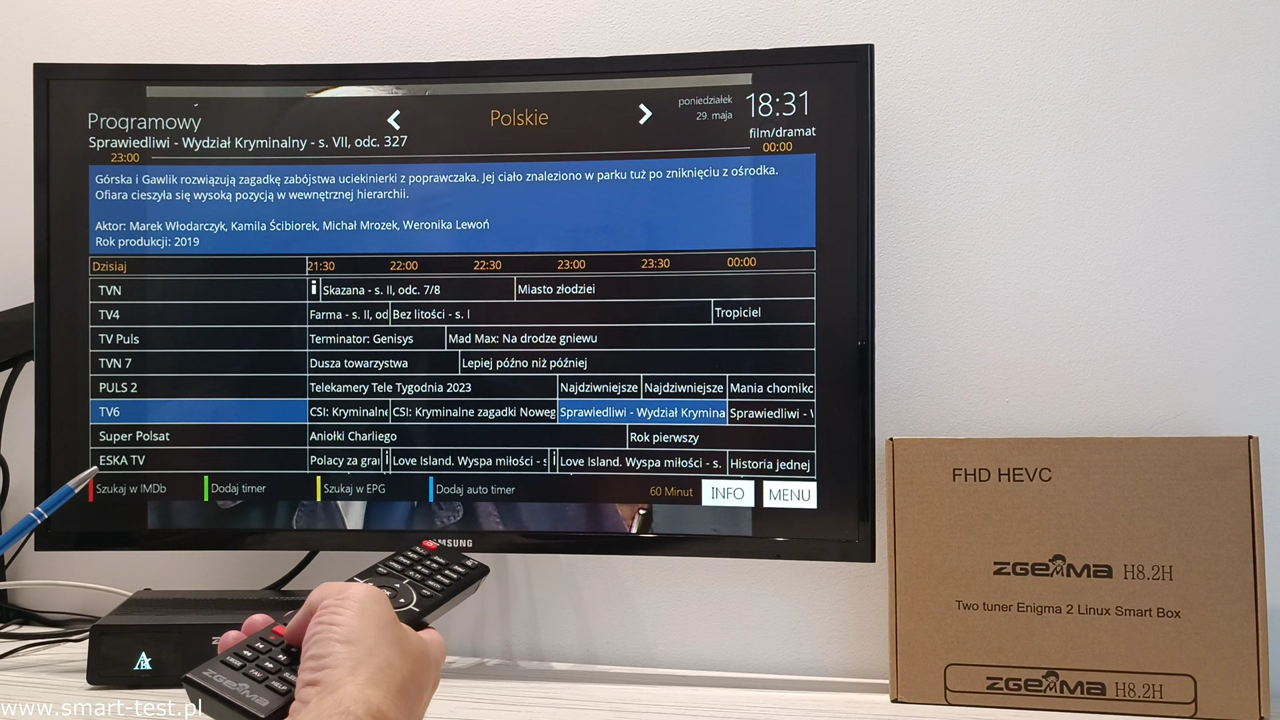 Programowy
Polskie
poniedziałek
29. maja
18:31
Sprawiedliwi - Wydział Kryminalny - s. VII, odc. 327
film/dramat
23:00
00:00
Górska i Gawlik rozwiązują zagadkę zabójstwa uciekinierki z poprawczaka. Jej ciało znaleziono w parku tuż po zniknięciu z ośrodka.
Ofiara cieszyła się wysoką pozycją w wewnętrznej hierarchii.
Aktor: Marek Włodarczyk, Kamila Ścibiorek, Michał Mrozek, Weronika Lewoń
Rok produkcji: 2019
Dzisiaj 21:30 22:00 22:30 23:00 23:30 00:00
TVN Skazana - s. II, odc. 7/8 Miasto złodziei
TV4 Farma - s. II, od Bez litości - s. I Tropiciel
TV Puls Terminator: Genisys Mad Max: Na drodze gniewu
TVN 7 Dusza towarzystwa Lepiej późno niż później
PULS 2 Telekamery Tele Tygodnia 2023 Najdziwniejsze Najdziwniejsze Mania chomikc
TV6 CSI: Kryminalne CSI: Kryminalne zagadki Noweg Sprawiedliwi - Wydział Krymina Sprawiedliwi - \
Super Polsat Aniołki Charliego Rok pierwszy
ESKA TV Polacy za gra Love Island. Wyspa miłości - s Love Island. Wyspa miłości - s. Historia jednej
Szukaj w IMDb Dodaj timer Szukaj w EPG Dodaj auto timer 60 Minut INFO MENU
SAMSUNG
FHD HEVC
ZGEMMA H8.2H
Two tuner Enigma 2 Linux Smart Box
ZGEMMA H8.2H
ZGEMMA
www.smart-test.pl